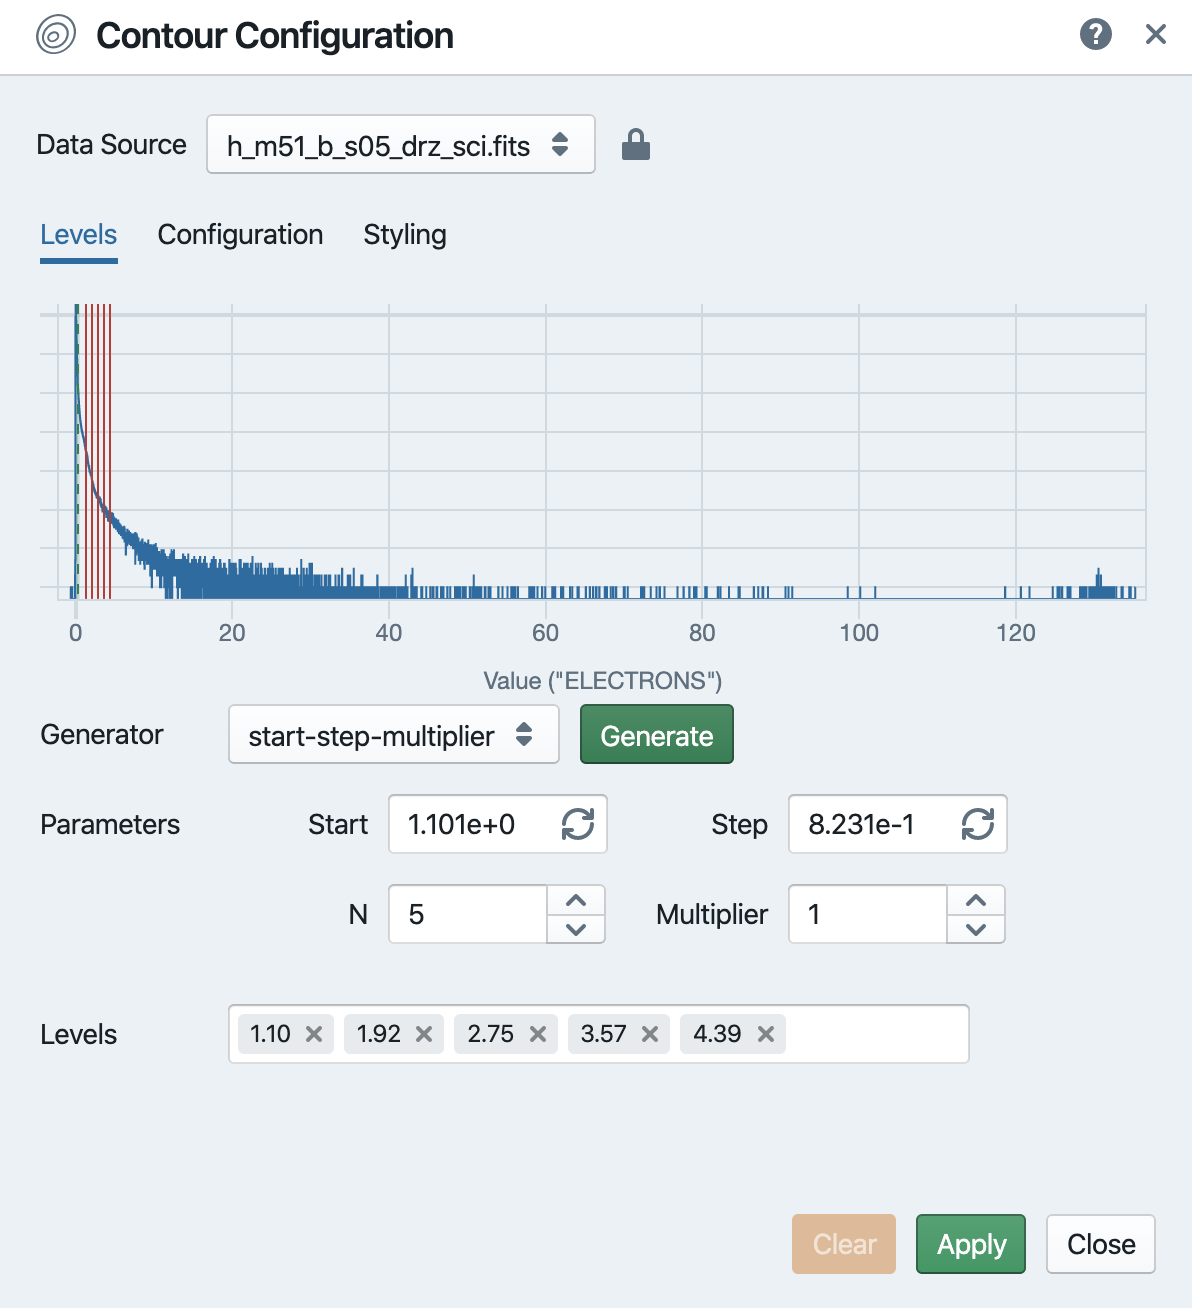 Contour Configuration
?
Data Source h_m51_b_s05_drz_sci.fits
Levels Configuration Styling
0 20 40 60 80 100 120
Value ("ELECTRONS")
Generator start-step-multiplier Generate
Parameters Start 1.101e+0 Step 8.231e-1
N 5 Multiplier 1
Levels 1.10 1.92 2.75 3.57 4.39
Clear Apply Close